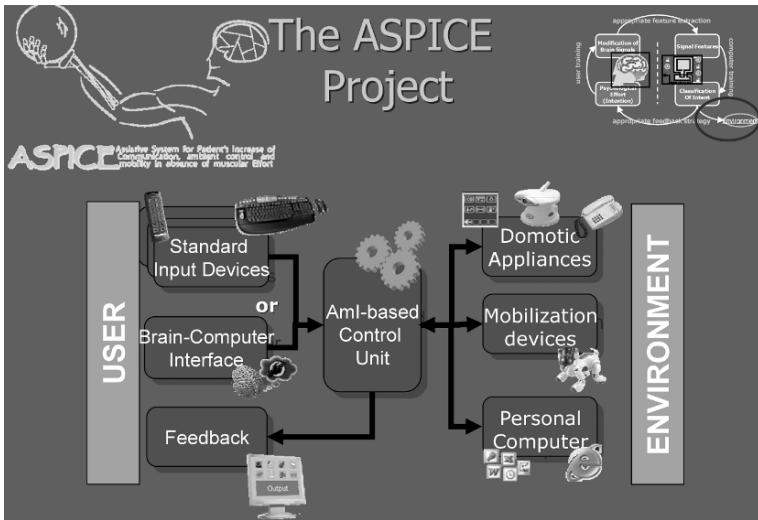 The ASPICE
Project
ASPICE
Assistive System for Patient's Increase of
Communication, ambient control and
mobility in absence of muscular Effort
appropriate feature extraction
Modification of
Brain Signals
Signal Features
user training
computer training
Psychological
Effort
(Intention)
Classification
Of Intent
appropriate feedback strategy
Environment
USER
Standard
Input Devices
or
Brain-Computer
Interface
Feedback
Output
AmI-based
Control
Unit
Domotic
Appliances
Mobilization
devices
Personal
Computer
ENVIRONMENT